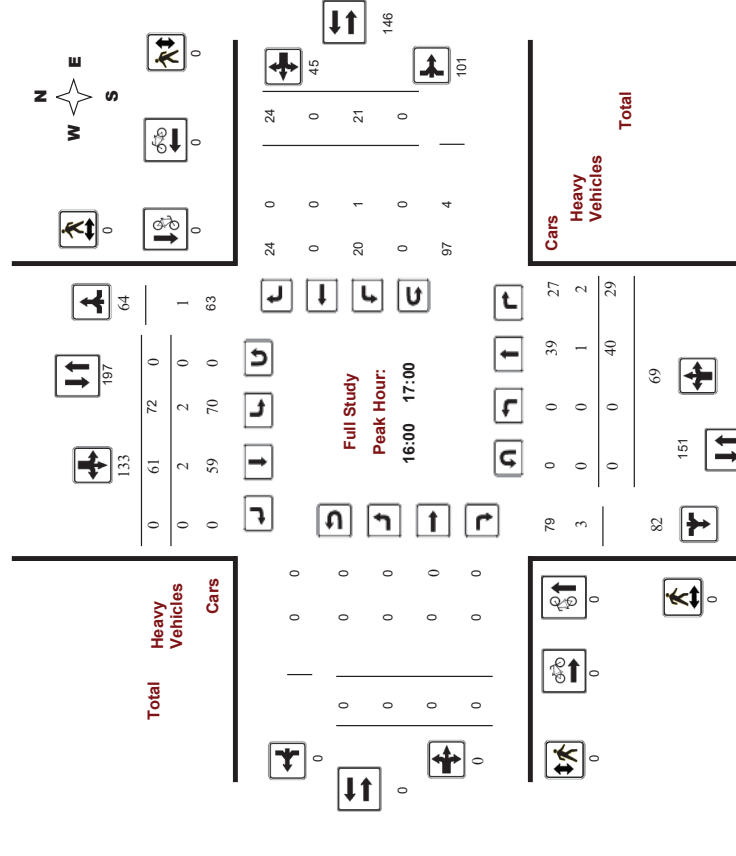 N
W E
S
0
0
0 0
146
45
101
24 0 21 0
0 0 1 0
24 0 20 0
97 4
64
197
133
1
63
0 61 72 0
0 2 2 0
0 59 70 0
Total
Heavy
Vehicles
Cars
Full Study
Peak Hour:
16:00 17:00
Cars
Heavy
Vehicles
Total
79 0 0 39 27
3 0 0 1 2
0 0 40 29
82
151
69
0 0 0 0 0
0 0 0 0 0
0 0 0 0
0
0
0
0
0
0
0